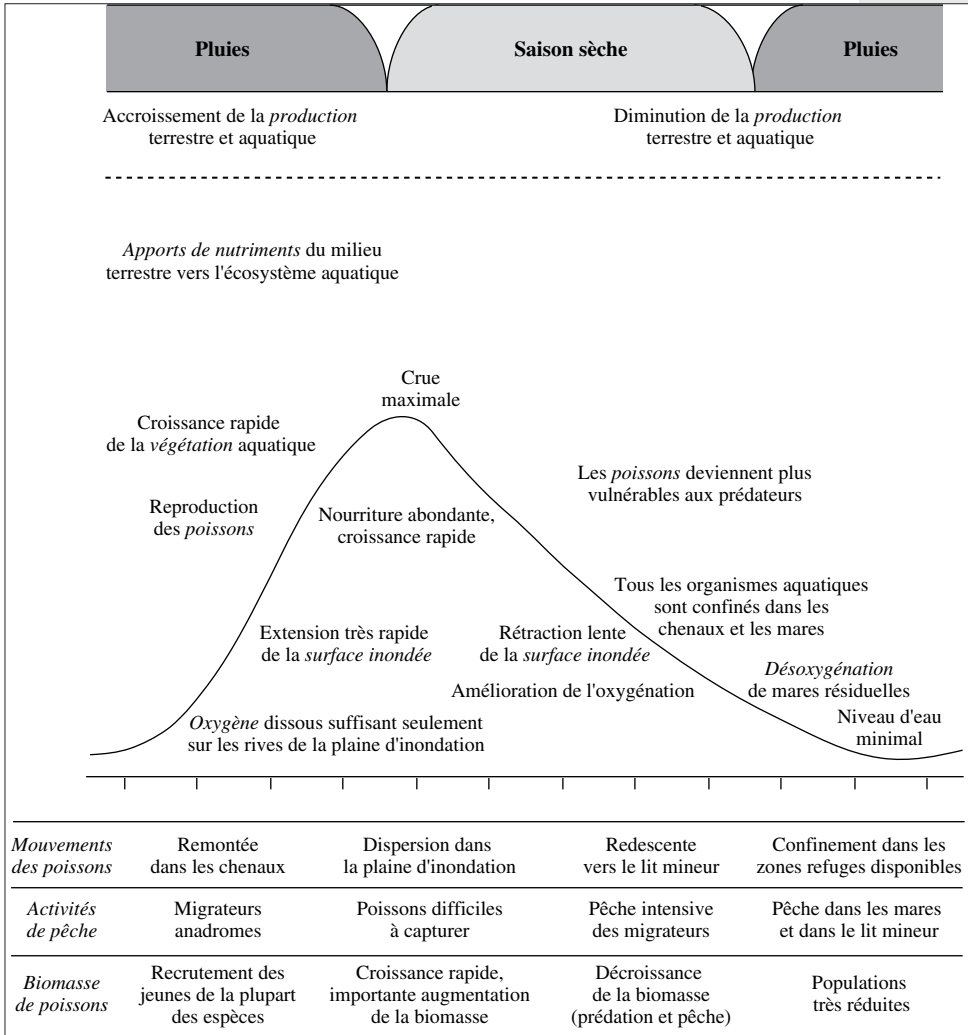 Pluies
Saison sèche
Pluies
Accroissement de la production
terrestre et aquatique
Diminution de la production
terrestre et aquatique
Apports de nutriments du milieu
terrestre vers l'écosystème aquatique
Crue
maximale
Croissance rapide
de la végétation aquatique
Les poissons deviennent plus
vulnérables aux prédateurs
Reproduction
des poissons
Nourriture abondante,
croissance rapide
Tous les organismes aquatiques
sont confinés dans les
chenaux et les mares
Extension très rapide
de la surface inondée
Rétraction lente
de la surface inondée
Amélioration de l'oxygénation
Désoxygénation
de mares résiduelles
Oxygène dissous suffisant seulement
sur les rives de la plaine d'inondation
Niveau d'eau
minimal
Mouvements
des poissons
Remontée
dans les chenaux
Dispersion dans
la plaine d'inondation
Redescente
vers le lit mineur
Confinement dans les
zones refuges disponibles
Activités
de pêche
Migrateurs
anadromes
Poissons difficiles
à capturer
Pêche intensive
des migrateurs
Pêche dans les mares
et dans le lit mineur
Biomasse
de poissons
Recrutement des
jeunes de la plupart
des espèces
Croissance rapide,
importante augmentation
de la biomasse
Décroissance
de la biomasse
(prédation et pêche)
Populations
très réduites